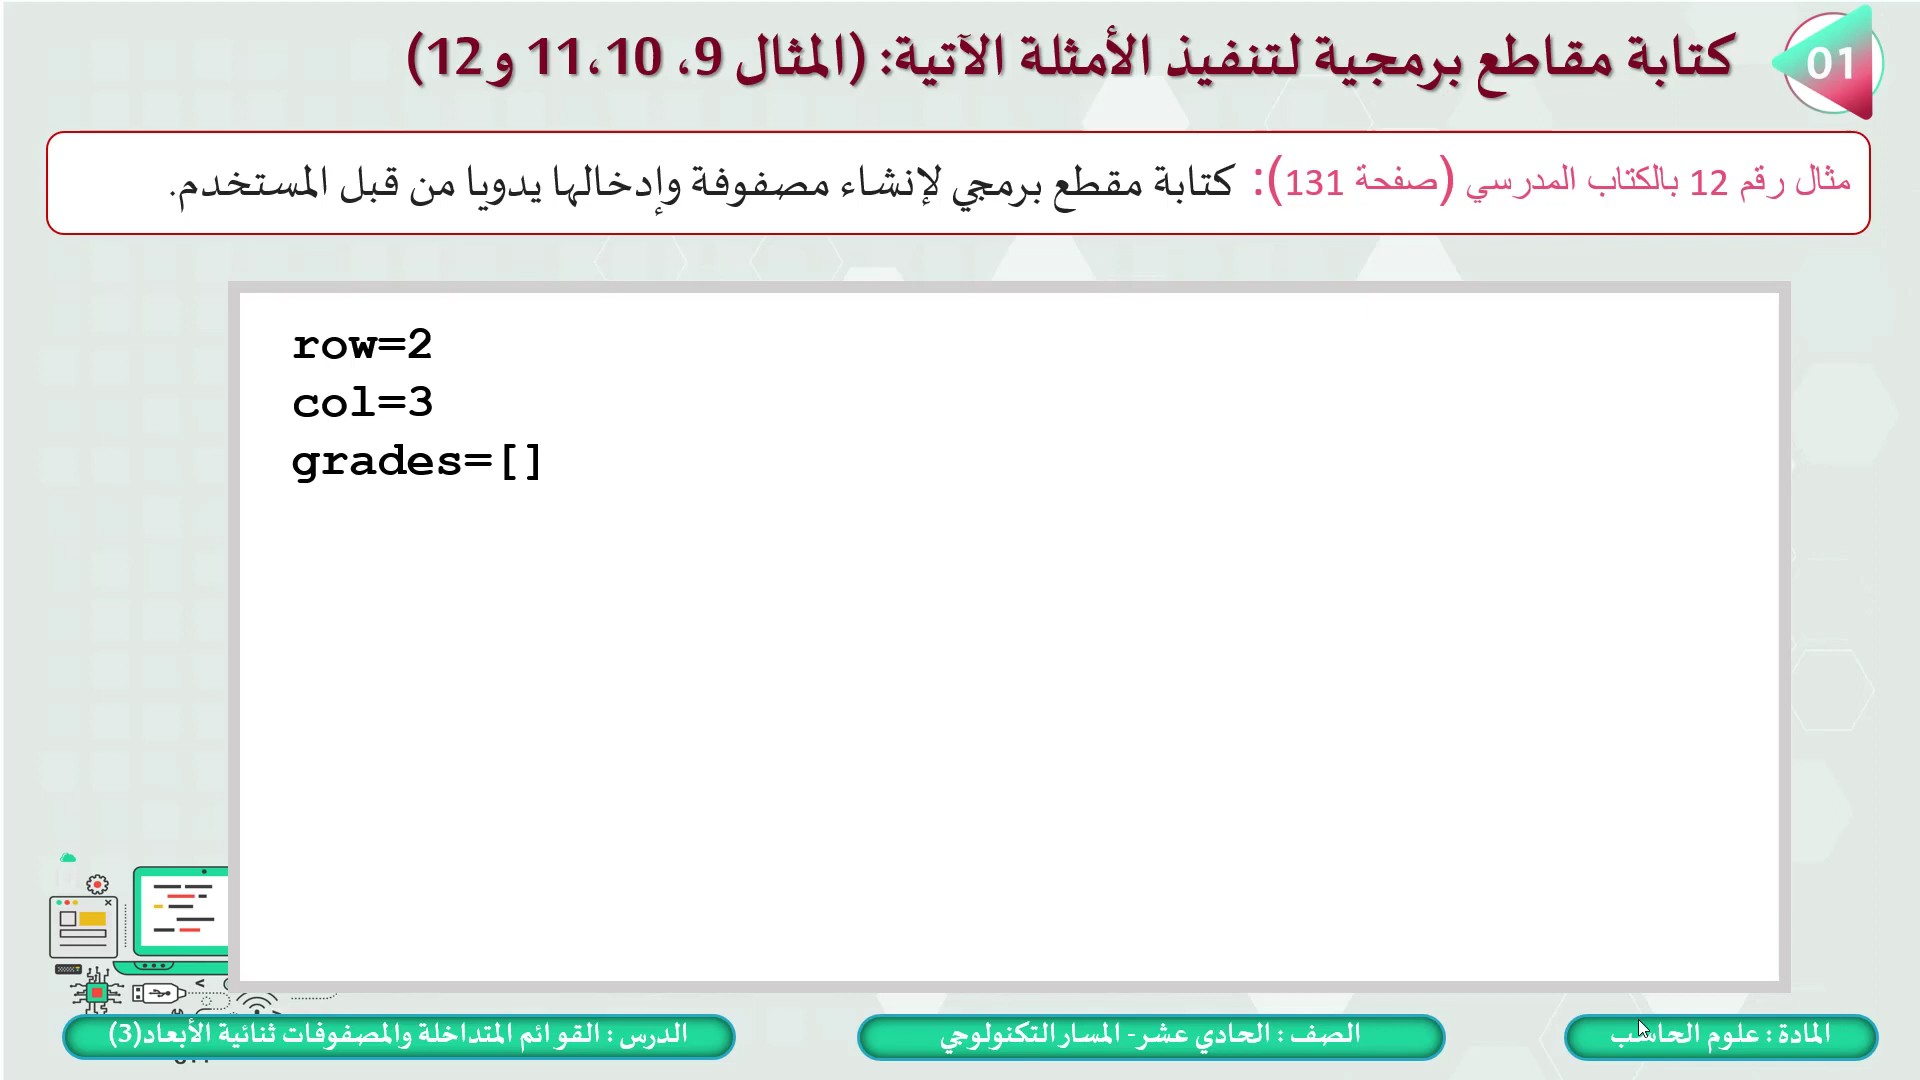 01
كتابة مقاطع برمجية لتنفيذ الأمثلة الآتية: (المثال 9، 10،11 و12)
مثال رقم 12 بالكتاب المدرسي (صفحة 131): كتابة مقطع برمجي لإنشاء مصفوفة وإدخالها يدويا من قبل المستخدم.
row=2
col=3
grades=[]
المادة : علوم الحاسب
الصف : الحادي عشر- المسار التكنولوجي
الدرس : القوائم المتداخلة والمصفوفات ثنائية الأبعاد(3)